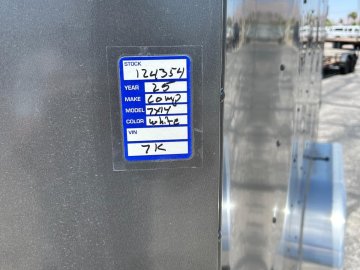 STOCK
124354
YEAR 25
MAKE Comp
MODEL 7X14
COLOR White
VIN
7K